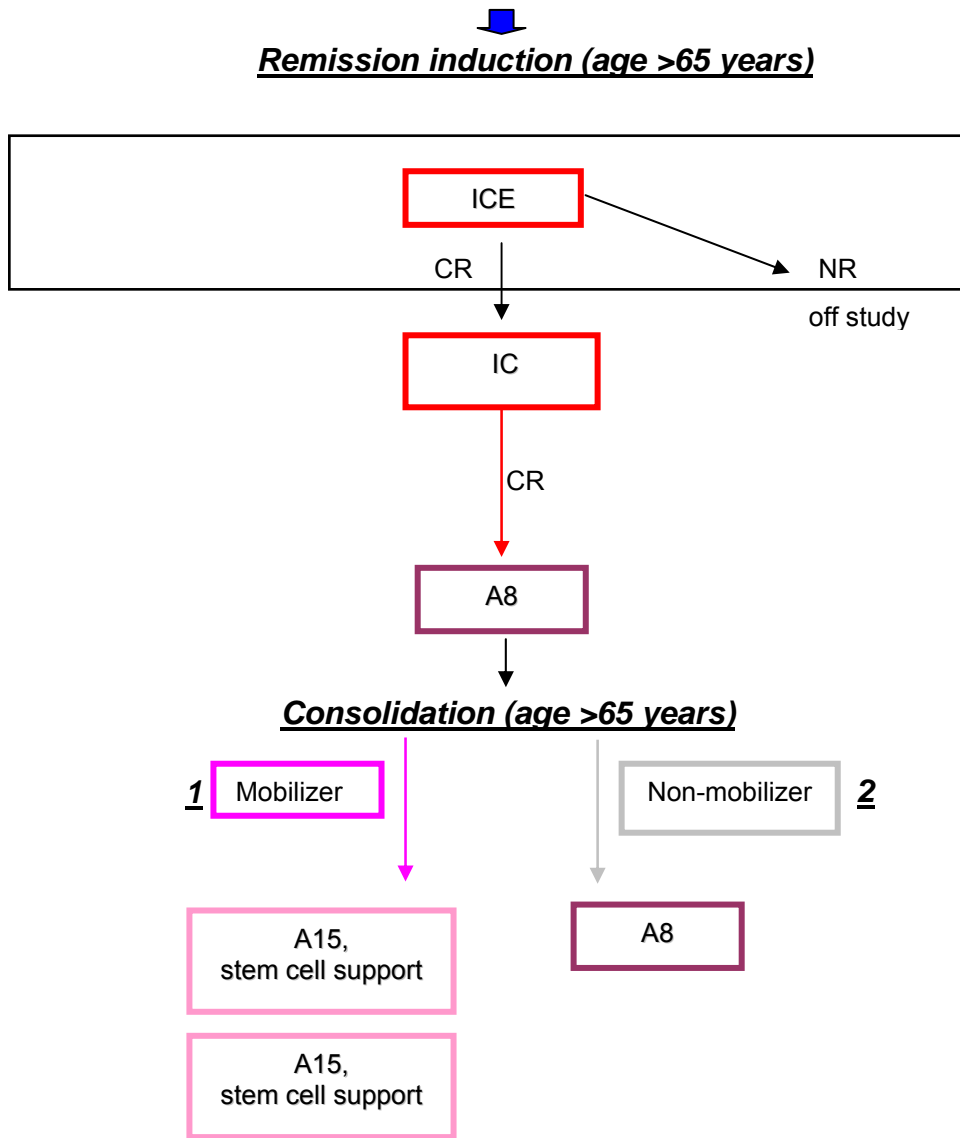 Remission induction (age >65 years)
ICE
CR
NR
off study
IC
CR
A8
Consolidation (age >65 years)
1
Mobilizer
Non-mobilizer
2
A15,
stem cell support
A8
A15,
stem cell support